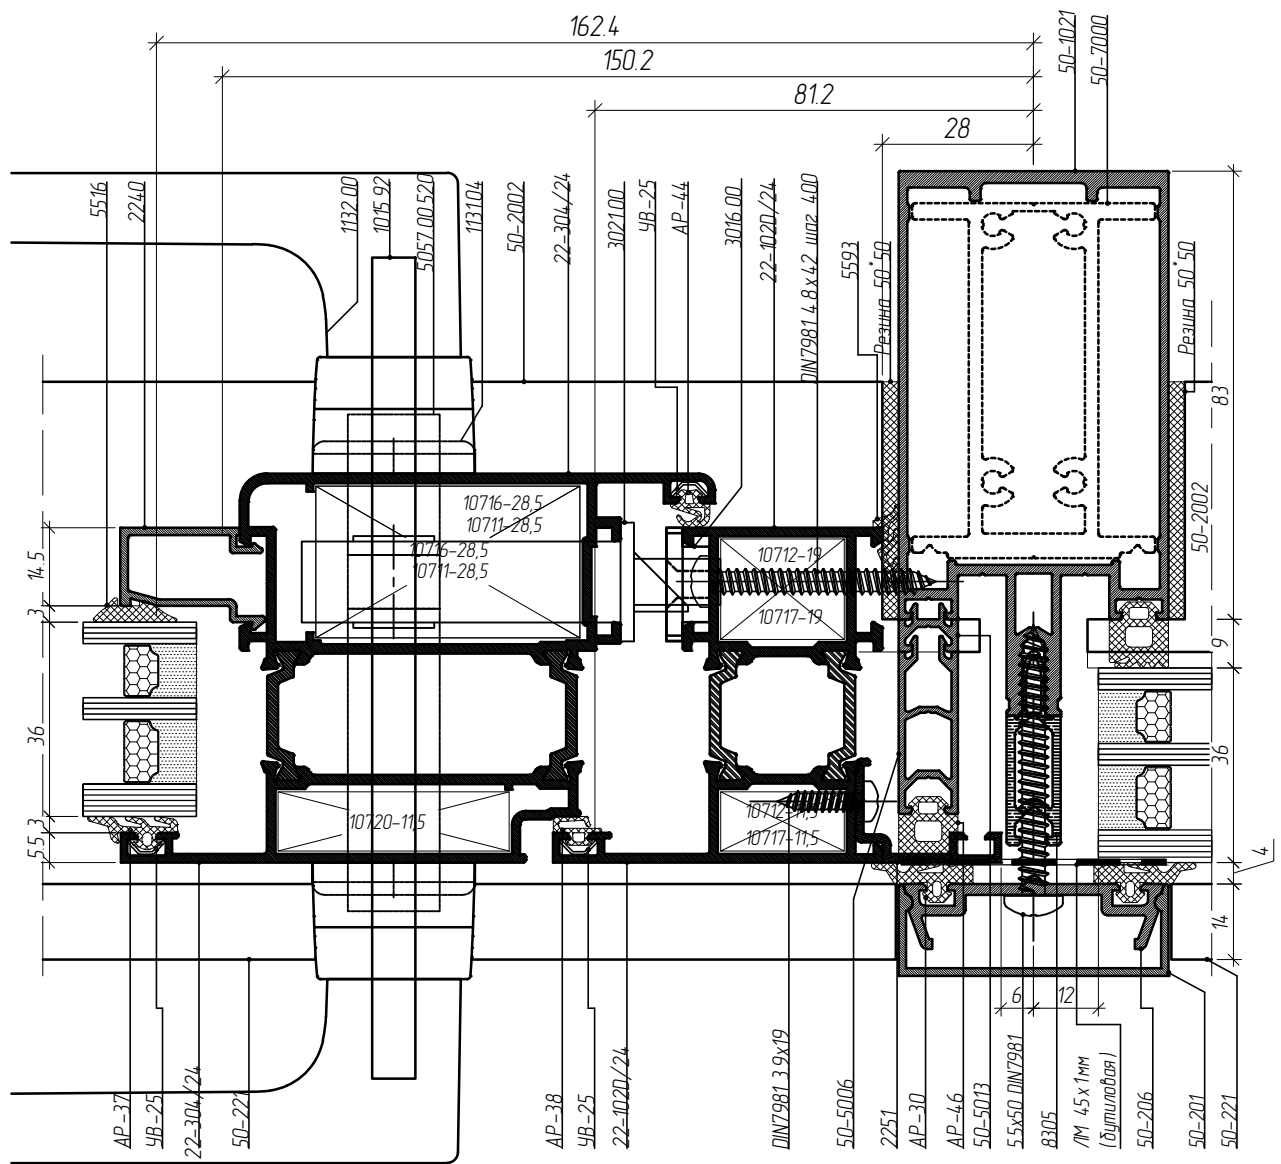 162.4
150.2
81.2
28
50-1021
50-7000
5516
2240
1132.00
1015.92
5057.00.520
1131.04
50-2002
22-304/24
3021.00
ЧВ-25
АР-44
3016.00
22-102D/24
DIN7981 4.8x42 шаг 400
5593
Резина 50*50
Резина 50*50
83
50-2002
10716-28,5
10711-28,5
10716-28,5
10711-28,5
10712-19
10717-19
14.5
3
36
3
5.5
9
36
4
14
10720-11,5
10712-11,5
10717-11,5
6
12
АР-37
ЧВ-25
22-304/24
50-221
АР-38
ЧВ-25
22-102D/24
DIN7981 3.9x19
50-5006
2251
АР-30
АР-46
50-5013
5.5x50 DIN7981
8305
ЛМ 45x1мм
(бутиловая)
50-206
50-201
50-221